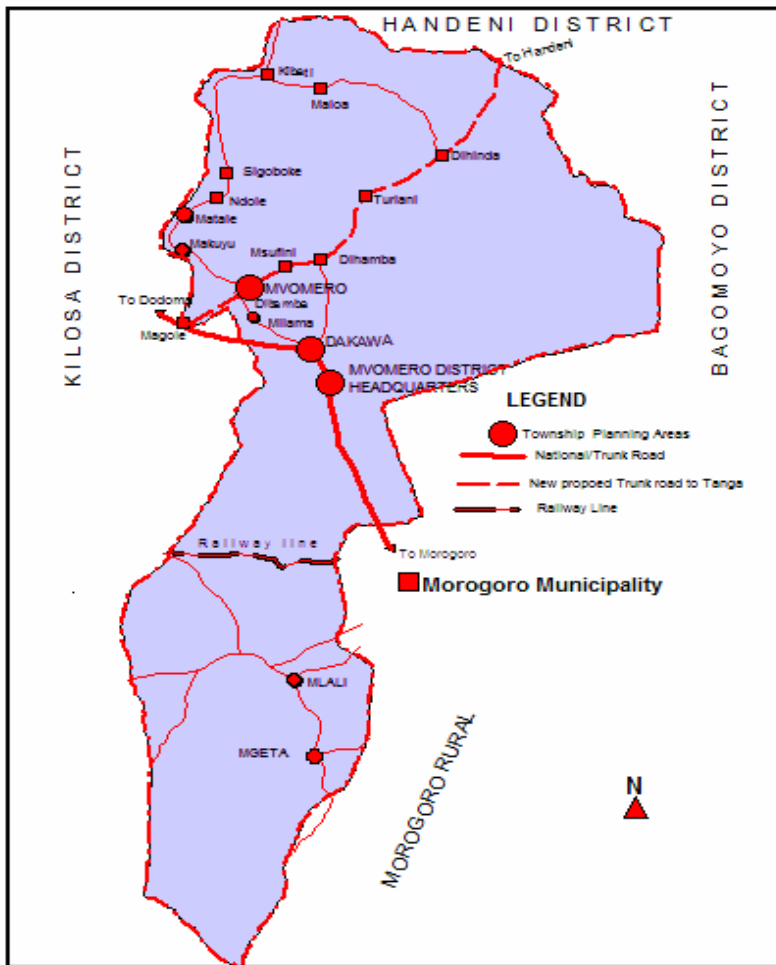 HANDENI DISTRICT
To Handeni
Kibati
Maloa
Dihinda
Sigoboke
Ndole
Turiani
Matale
Makuyu
Msufini
Dihamba
MVOMERO
To Dodoma
Ditembe
Milama
Magole
DAKAWA
MVOMERO DISTRICT
HEADQUARTERS
KILOSA DISTRICT
BAGOMOYO DISTRICT
LEGEND
Township Planning Areas
National/Trunk Road
New propoed Trunk road to Tanga
Railway Line
Railway line
To Morogoro
Morogoro Municipality
MLALI
MGETA
MOROGORO RURAL
N